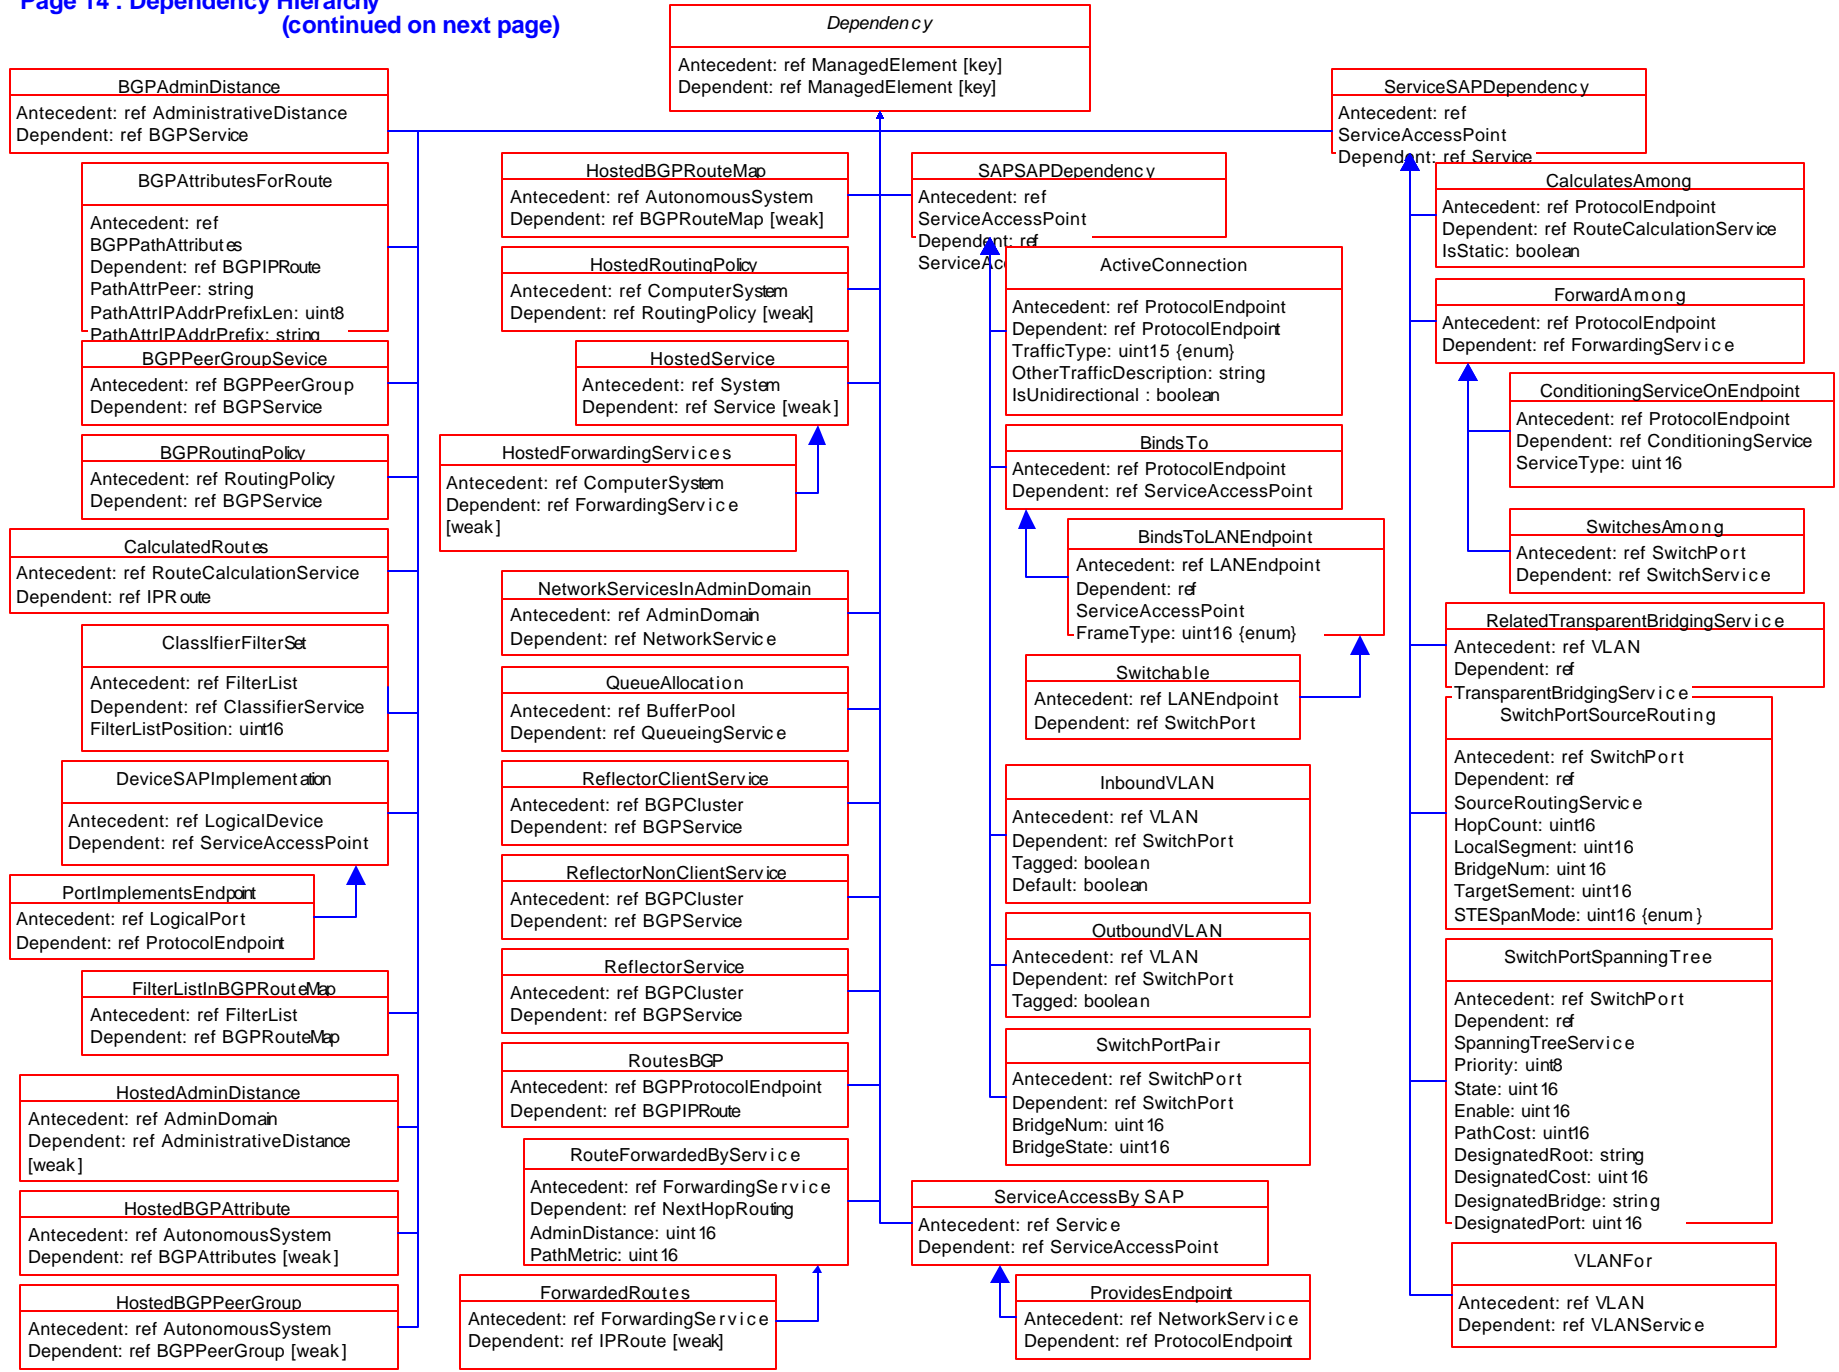 Page 14 : Dependency Hierarchy
(continued on next page)
Dependency
Antecedent: ref ManagedElement [key]
Dependent: ref ManagedElement [key]
BGPAdminDistance
Antecedent: ref AdministrativeDistance
Dependent: ref BGPService
BGPAttributesForRoute
Antecedent: ref
BGPPathAttributes
Dependent: ref BGPIPRoute
PathAttrPeer: string
PathAttrIPAddrPrefixLen: uint8
PathAttrIPAddrPrefix: string
BGPPeerGroupSevice
Antecedent: ref BGPPeerGroup
Dependent: ref BGPService
BGPRoutingPolicy
Antecedent: ref RoutingPolicy
Dependent: ref BGPService
CalculatedRoutes
Antecedent: ref RouteCalculationService
Dependent: ref IPRoute
ClassIfierFilterSet
Antecedent: ref FilterList
Dependent: ref ClassifierService
FilterListPosition: uint16
DeviceSAPImplementation
Antecedent: ref LogicalDevice
Dependent: ref ServiceAccessPoint
PortImplementsEndpoint
Antecedent: ref LogicalPort
Dependent: ref ProtocolEndpoint
FilterListInBGPRouteMap
Antecedent: ref FilterList
Dependent: ref BGPRouteMap
HostedAdminDistance
Antecedent: ref AdminDomain
Dependent: ref AdministrativeDistance
[weak]
HostedBGPAttribute
Antecedent: ref AutonomousSystem
Dependent: ref BGPAttributes [weak]
HostedBGPPeerGroup
Antecedent: ref AutonomousSystem
Dependent: ref BGPPeerGroup [weak]
HostedBGPRouteMap
Antecedent: ref AutonomousSystem
Dependent: ref BGPRouteMap [weak]
HostedRoutingPolicy
Antecedent: ref ComputerSystem
Dependent: ref RoutingPolicy [weak]
HostedService
Antecedent: ref System
Dependent: ref Service [weak]
HostedForwardingServices
Antecedent: ref ComputerSystem
Dependent: ref ForwardingService
[weak]
NetworkServicesInAdminDomain
Antecedent: ref AdminDomain
Dependent: ref NetworkService
QueueAllocation
Antecedent: ref BufferPool
Dependent: ref QueueingService
ReflectorClientService
Antecedent: ref BGPCluster
Dependent: ref BGPService
ReflectorNonClientService
Antecedent: ref BGPCluster
Dependent: ref BGPService
ReflectorService
Antecedent: ref BGPCluster
Dependent: ref BGPService
RoutesBGP
Antecedent: ref BGPProtocolEndpoint
Dependent: ref BGPIPRoute
RouteForwardedByService
Antecedent: ref ForwardingService
Dependent: ref NextHopRouting
AdminDistance: uint16
PathMetric: uint16
ForwardedRoutes
Antecedent: ref ForwardingService
Dependent: ref IPRoute [weak]
SAPSAPDependency
Antecedent: ref
ServiceAccessPoint
Dependent: ref
ActiveConnection
Antecedent: ref ProtocolEndpoint
Dependent: ref ProtocolEndpoint
TrafficType: uint15 {enum}
OtherTrafficDescription: string
IsUnidirectional : boolean
BindsTo
Antecedent: ref ProtocolEndpoint
Dependent: ref ServiceAccessPoint
BindsToLANEndpoint
Antecedent: ref LANEndpoint
Dependent: ref
ServiceAccessPoint
FrameType: uint16 {enum}
Switchable
Antecedent: ref LANEndpoint
Dependent: ref SwitchPort
InboundVLAN
Antecedent: ref VLAN
Dependent: ref SwitchPort
Tagged: boolean
Default: boolean
OutboundVLAN
Antecedent: ref VLAN
Dependent: ref SwitchPort
Tagged: boolean
SwitchPortPair
Antecedent: ref SwitchPort
Dependent: ref SwitchPort
BridgeNum: uint16
BridgeState: uint16
ServiceAccessBy SAP
Antecedent: ref Service
Dependent: ref ServiceAccessPoint
ProvidesEndpoint
Antecedent: ref NetworkService
Dependent: ref ProtocolEndpoint
ServiceSAPDependency
Antecedent: ref
ServiceAccessPoint
Dependent: ref Service
CalculatesAmong
Antecedent: ref ProtocolEndpoint
Dependent: ref RouteCalculationService
IsStatic: boolean
ForwardAmong
Antecedent: ref ProtocolEndpoint
Dependent: ref ForwardingService
ConditioningServiceOnEndpoint
Antecedent: ref ProtocolEndpoint
Dependent: ref ConditioningService
ServiceType: uint16
SwitchesAmong
Antecedent: ref SwitchPort
Dependent: ref SwitchService
RelatedTransparentBridgingService
Antecedent: ref VLAN
Dependent: ref
TransparentBridgingService
SwitchPortSourceRouting
Antecedent: ref SwitchPort
Dependent: ref
SourceRoutingService
HopCount: uint16
LocalSegment: uint16
BridgeNum: uint16
TargetSement: uint16
STESpanMode: uint16 {enum}
SwitchPortSpanningTree
Antecedent: ref SwitchPort
Dependent: ref
SpanningTreeService
Priority: uint8
State: uint16
Enable: uint16
PathCost: uint16
DesignatedRoot: string
DesignatedCost: uint16
DesignatedBridge: string
DesignatedPort: uint16
VLANFor
Antecedent: ref VLAN
Dependent: ref VLANService